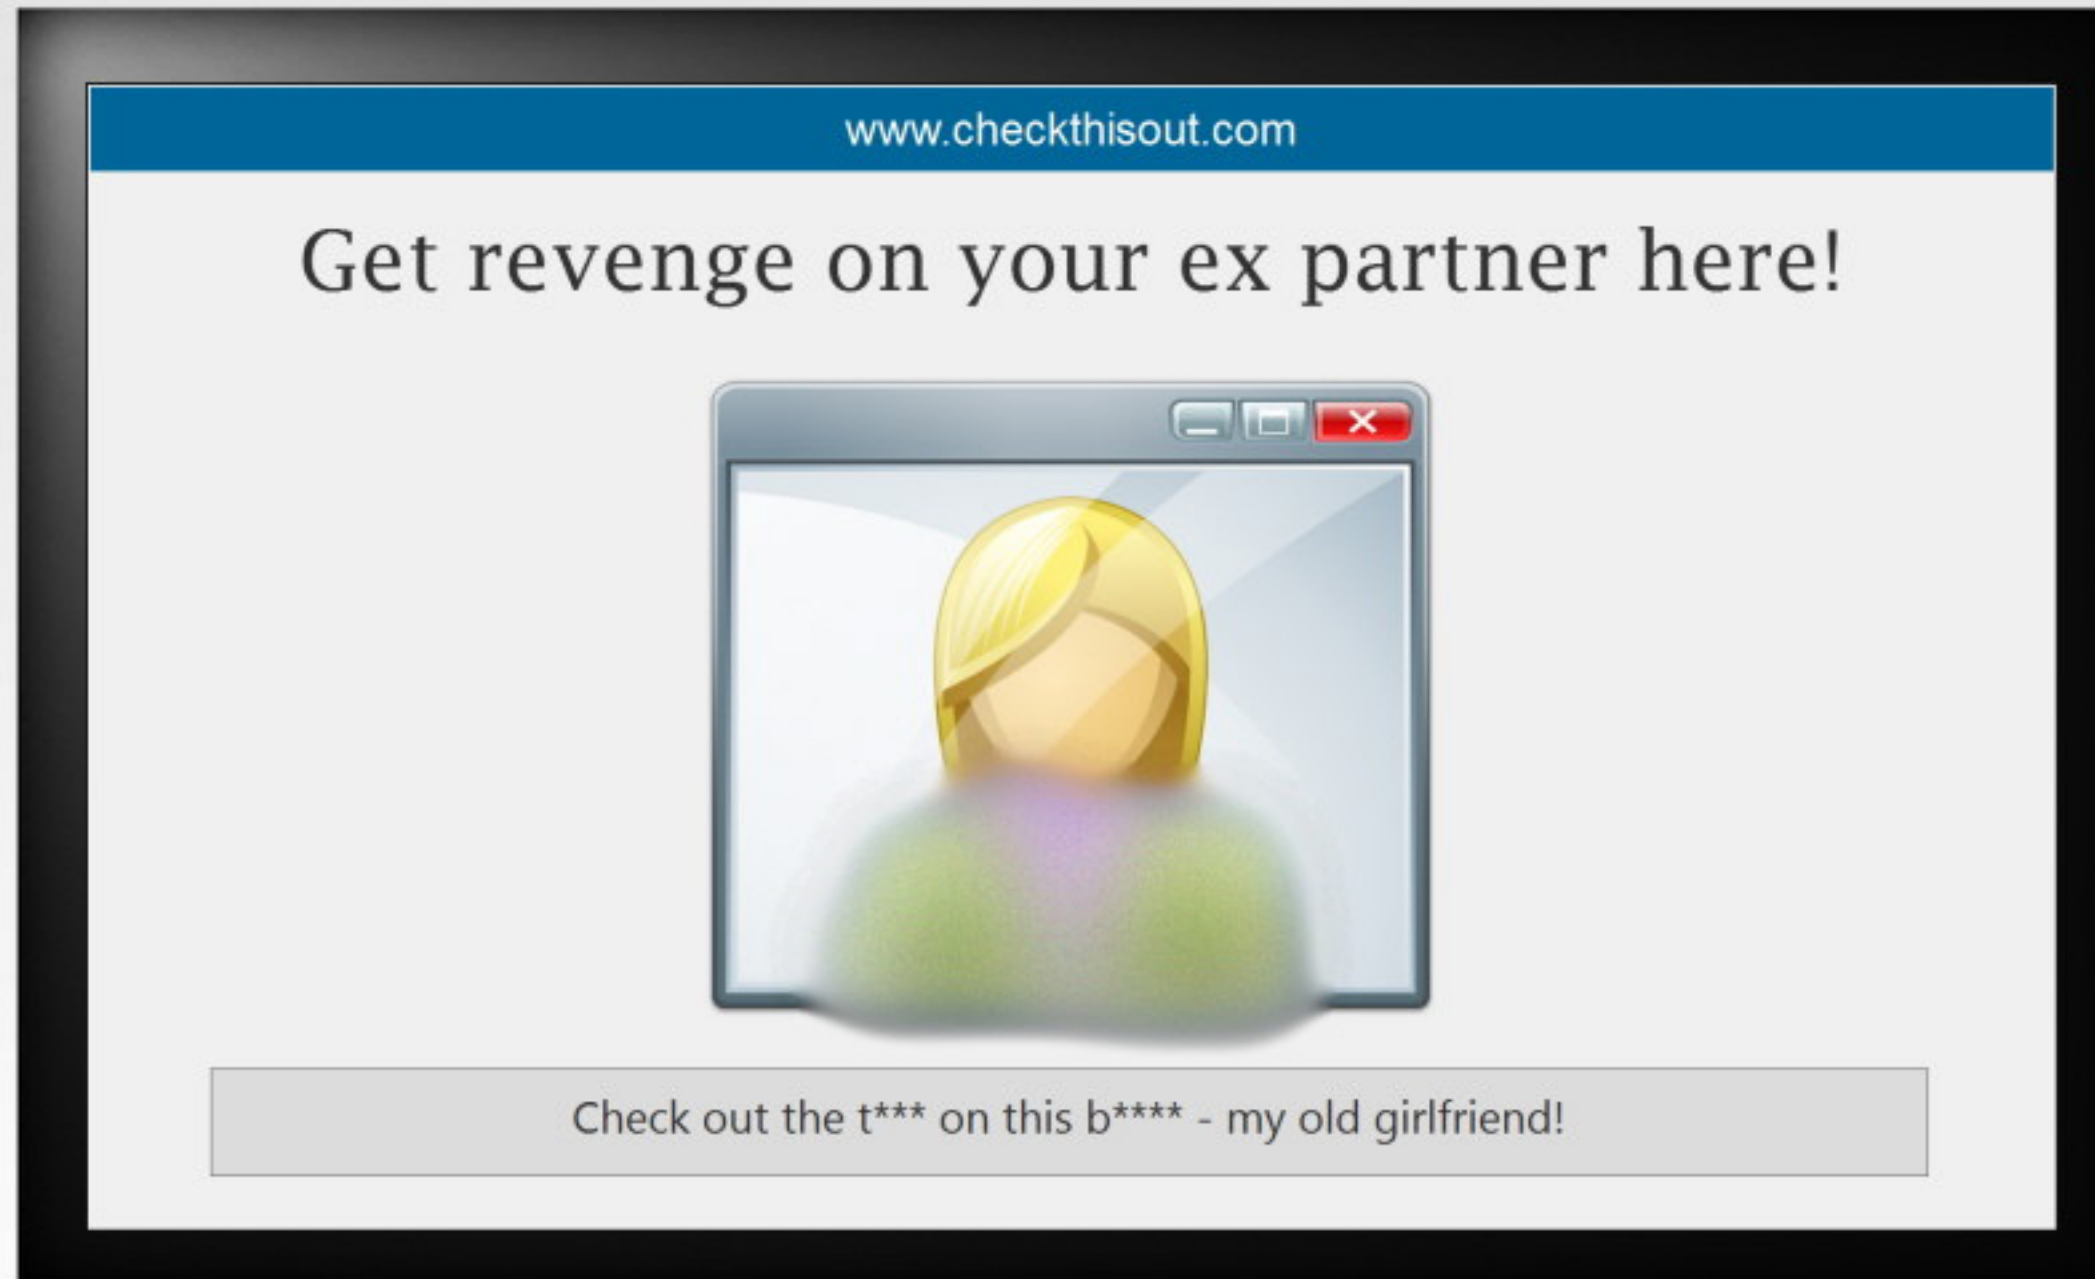 www.checkthisout.com
Get revenge on your ex partner here!
Check out the t*** on this b**** - my old girlfriend!